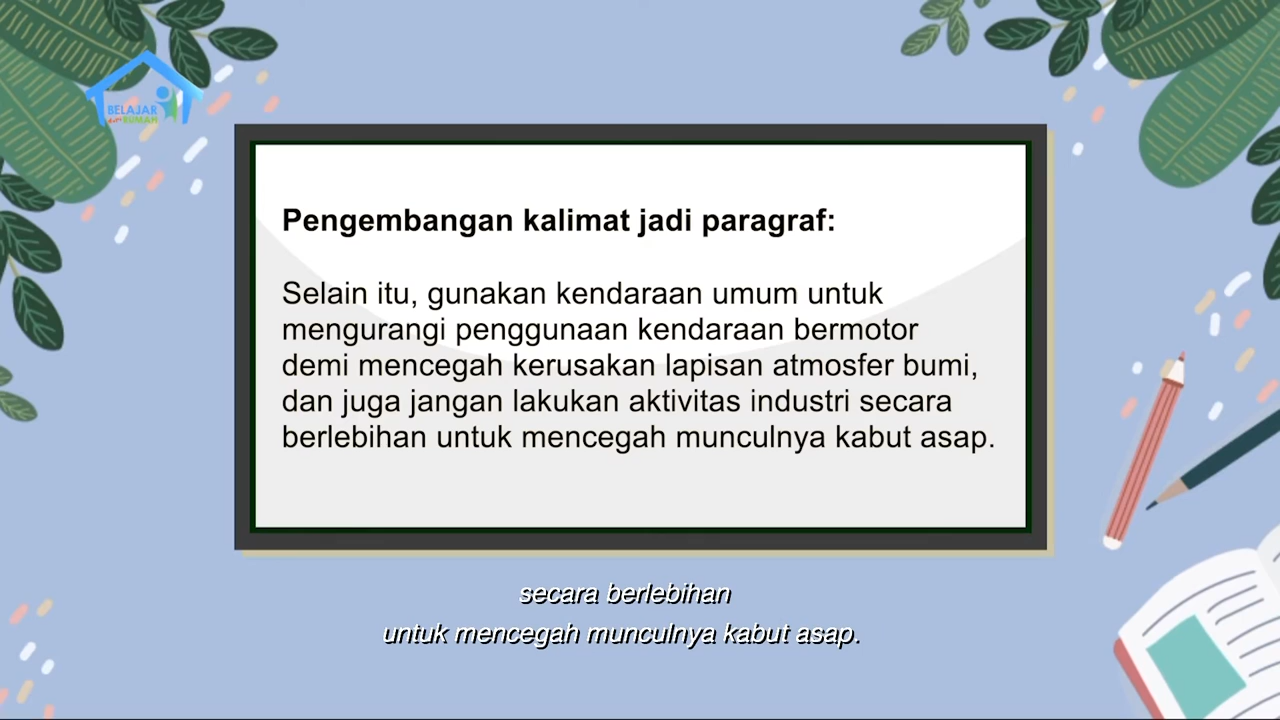 BELAJAR
dari RUMAH
Pengembangan kalimat jadi paragraf:
Selain itu, gunakan kendaraan umum untuk
mengurangi penggunaan kendaraan bermotor
demi mencegah kerusakan lapisan atmosfer bumi,
dan juga jangan lakukan aktivitas industri secara
berlebihan untuk mencegah munculnya kabut asap.
secara berlebihan
untuk mencegah munculnya kabut asap.